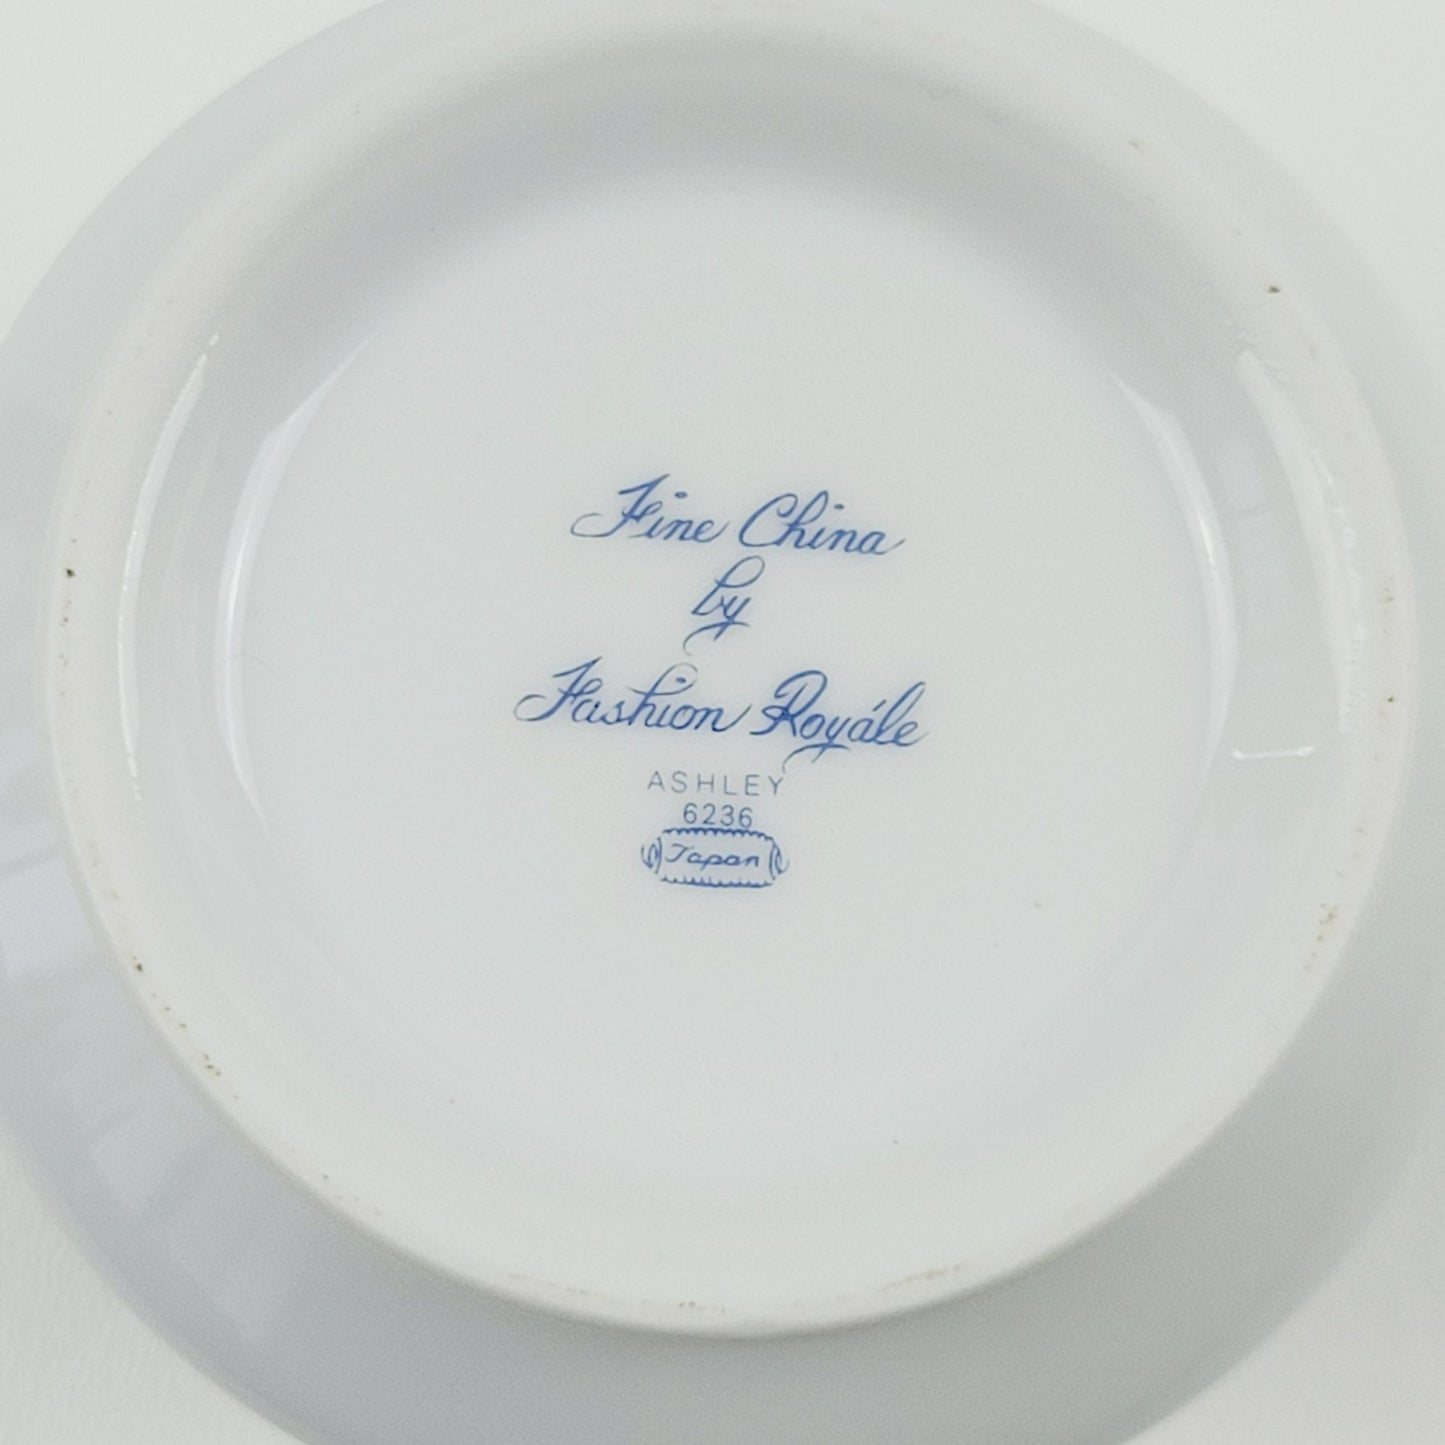 Fine China
by
Fashion Royále
ASHLEY
6236
Japan